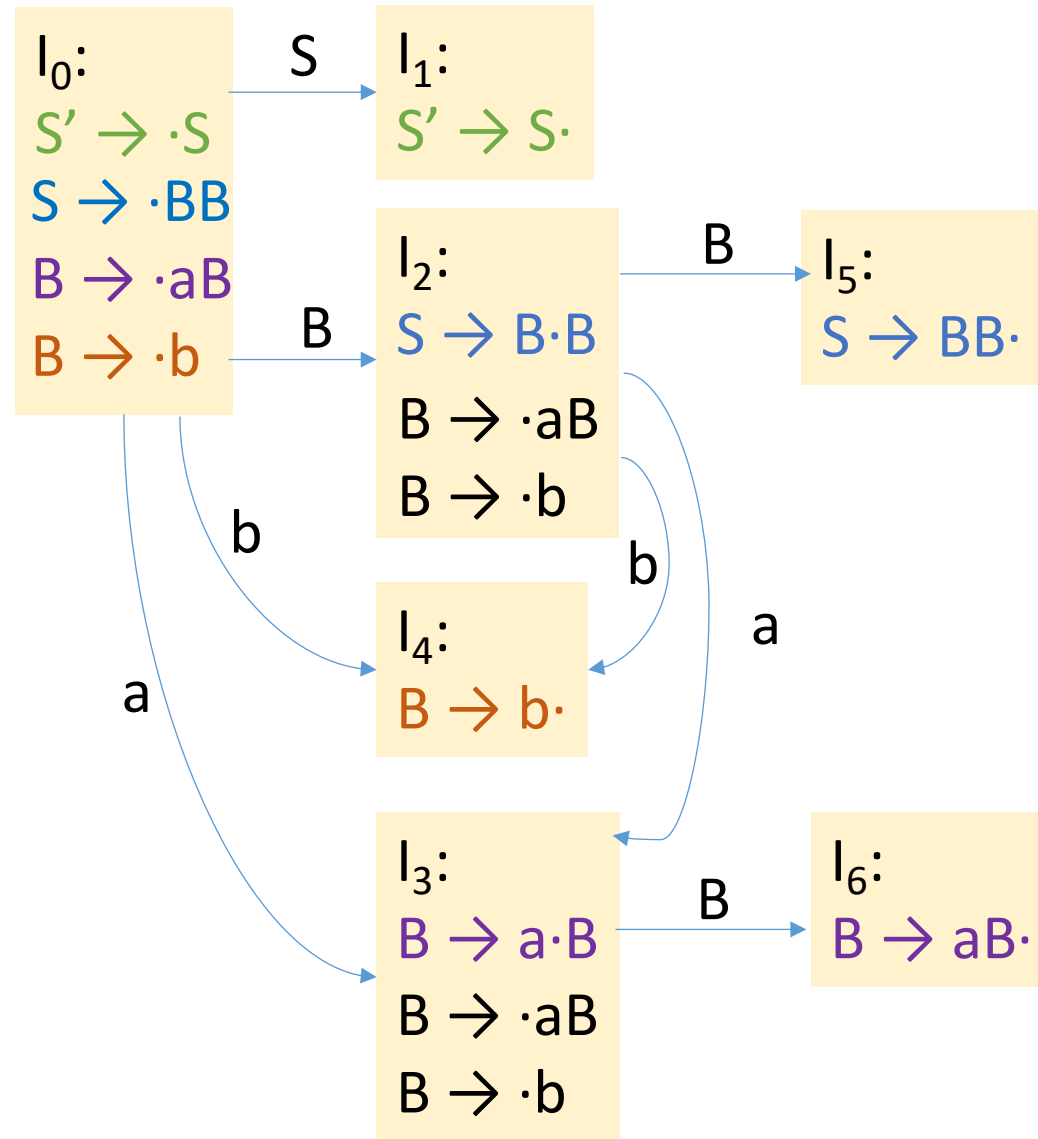 I₀:
S' → ·S
S → ·BB
B → ·aB
B → ·b
S
I₁:
S' → S·
B
I₂:
S → B·B
B → ·aB
B → ·b
B
I₅:
S → BB·
b
b
a
a
I₄:
B → b·
I₃:
B → a·B
B → ·aB
B → ·b
B
I₆:
B → aB·